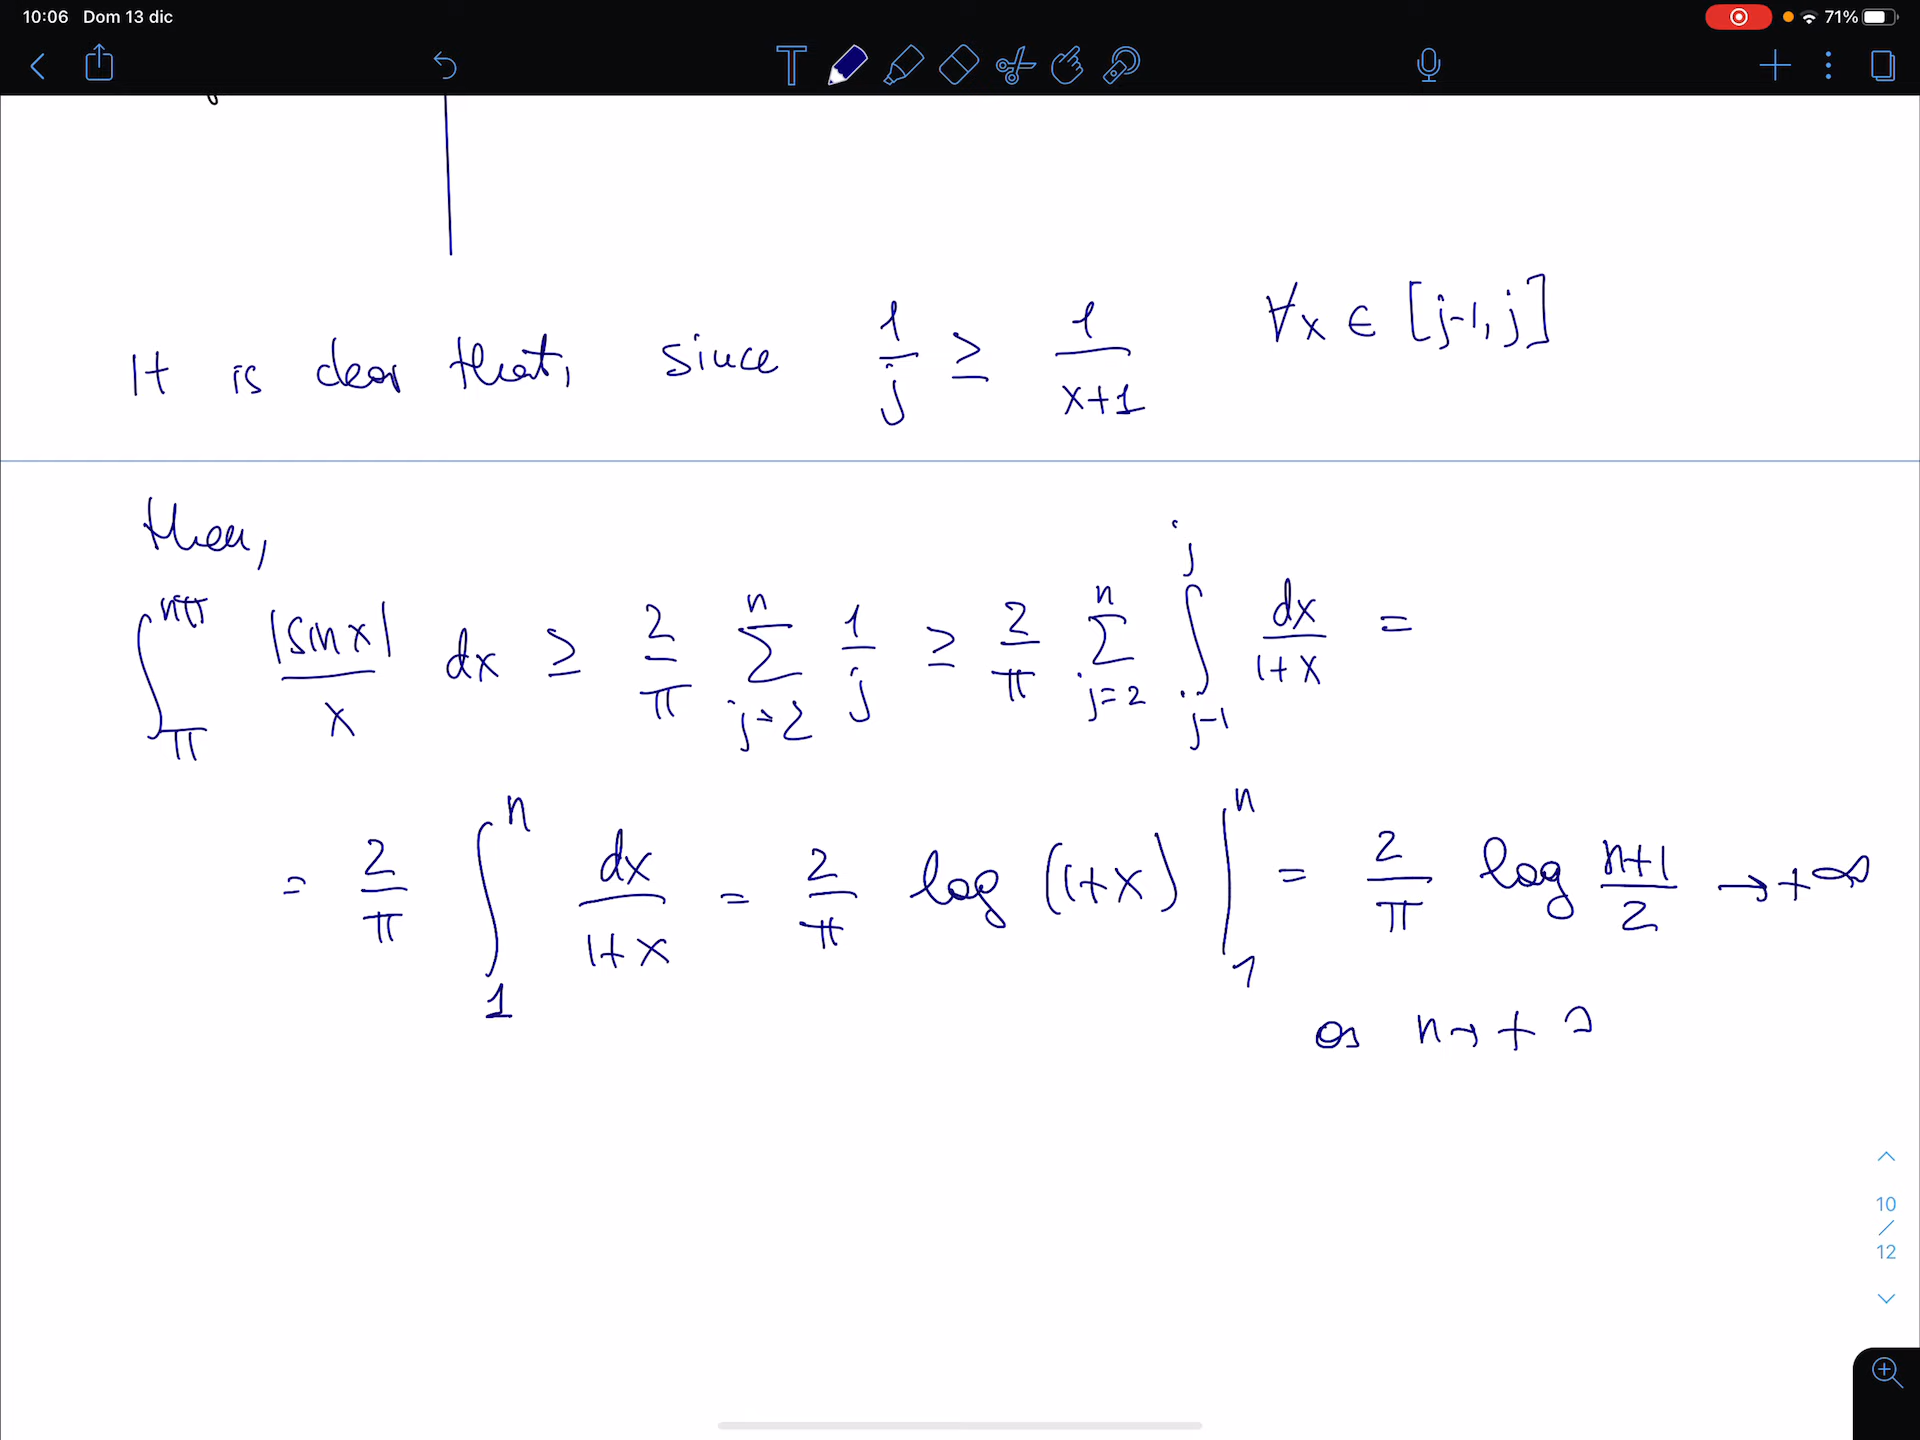 10:06 Dom 13 dic
71%
It is clear that, since 1/j ≥ 1/(x+1) ∀x ∈ [j-1, j]
then,
∫_π^{nπ} |sin x|/x dx ≥ 2/π ∑_{j=2}^n 1/j ≥ 2/π ∑_{j=2}^n ∫_{j-1}^j dx/(1+x) =
= 2/π ∫_1^n dx/(1+x) = 2/π log (1+x) |_1^n = 2/π log (n+1)/2 → +∞
as n → +
10
/
12